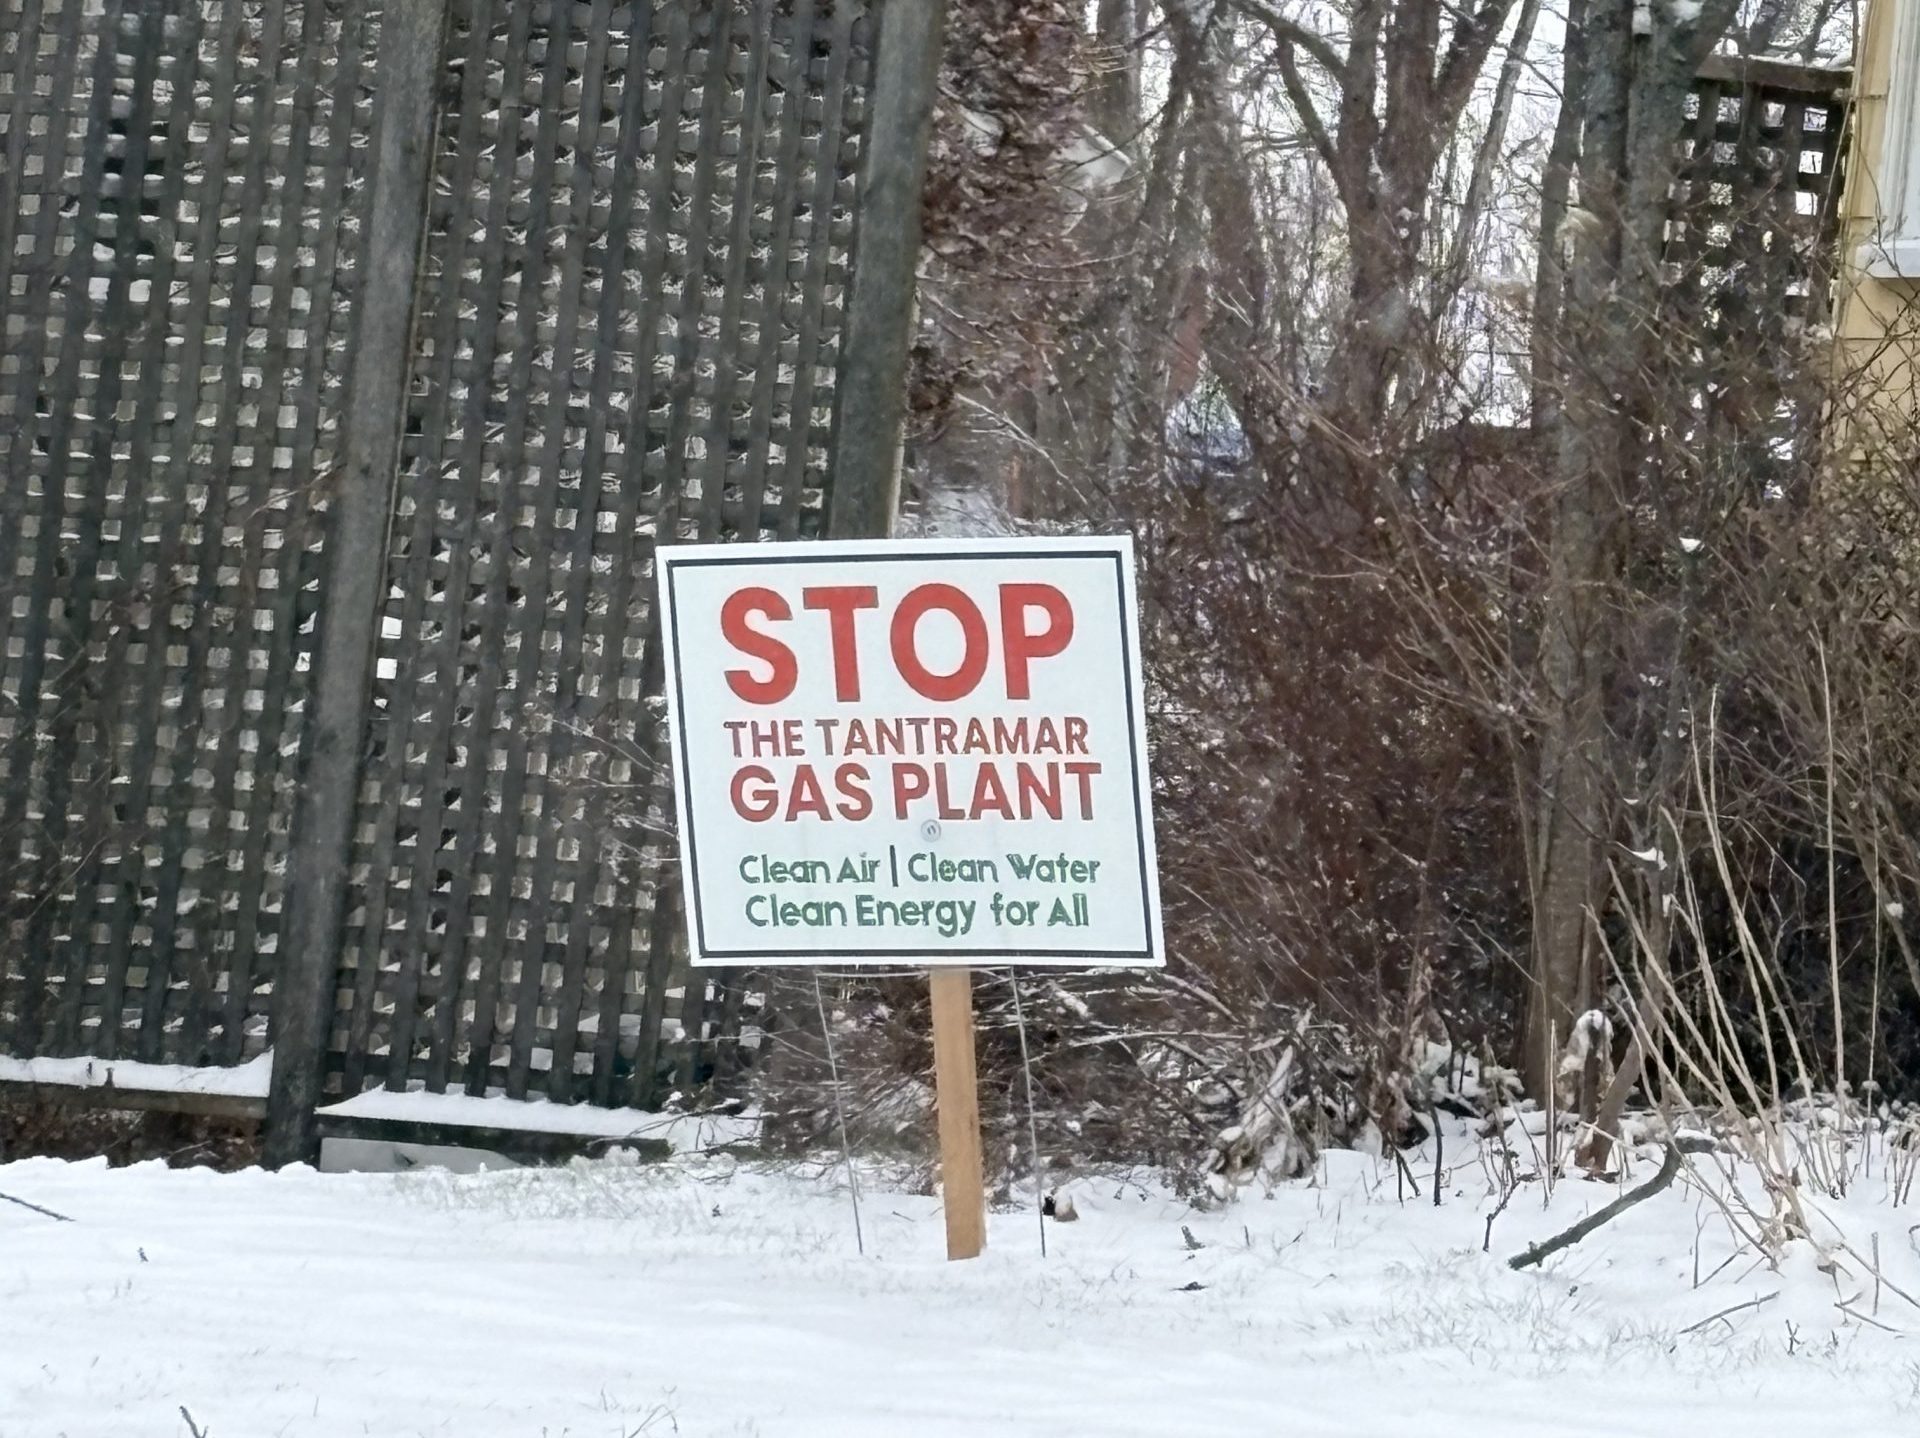 STOP
THE TANTRAMAR
GAS PLANT
Clean Air | Clean Water
Clean Energy for All